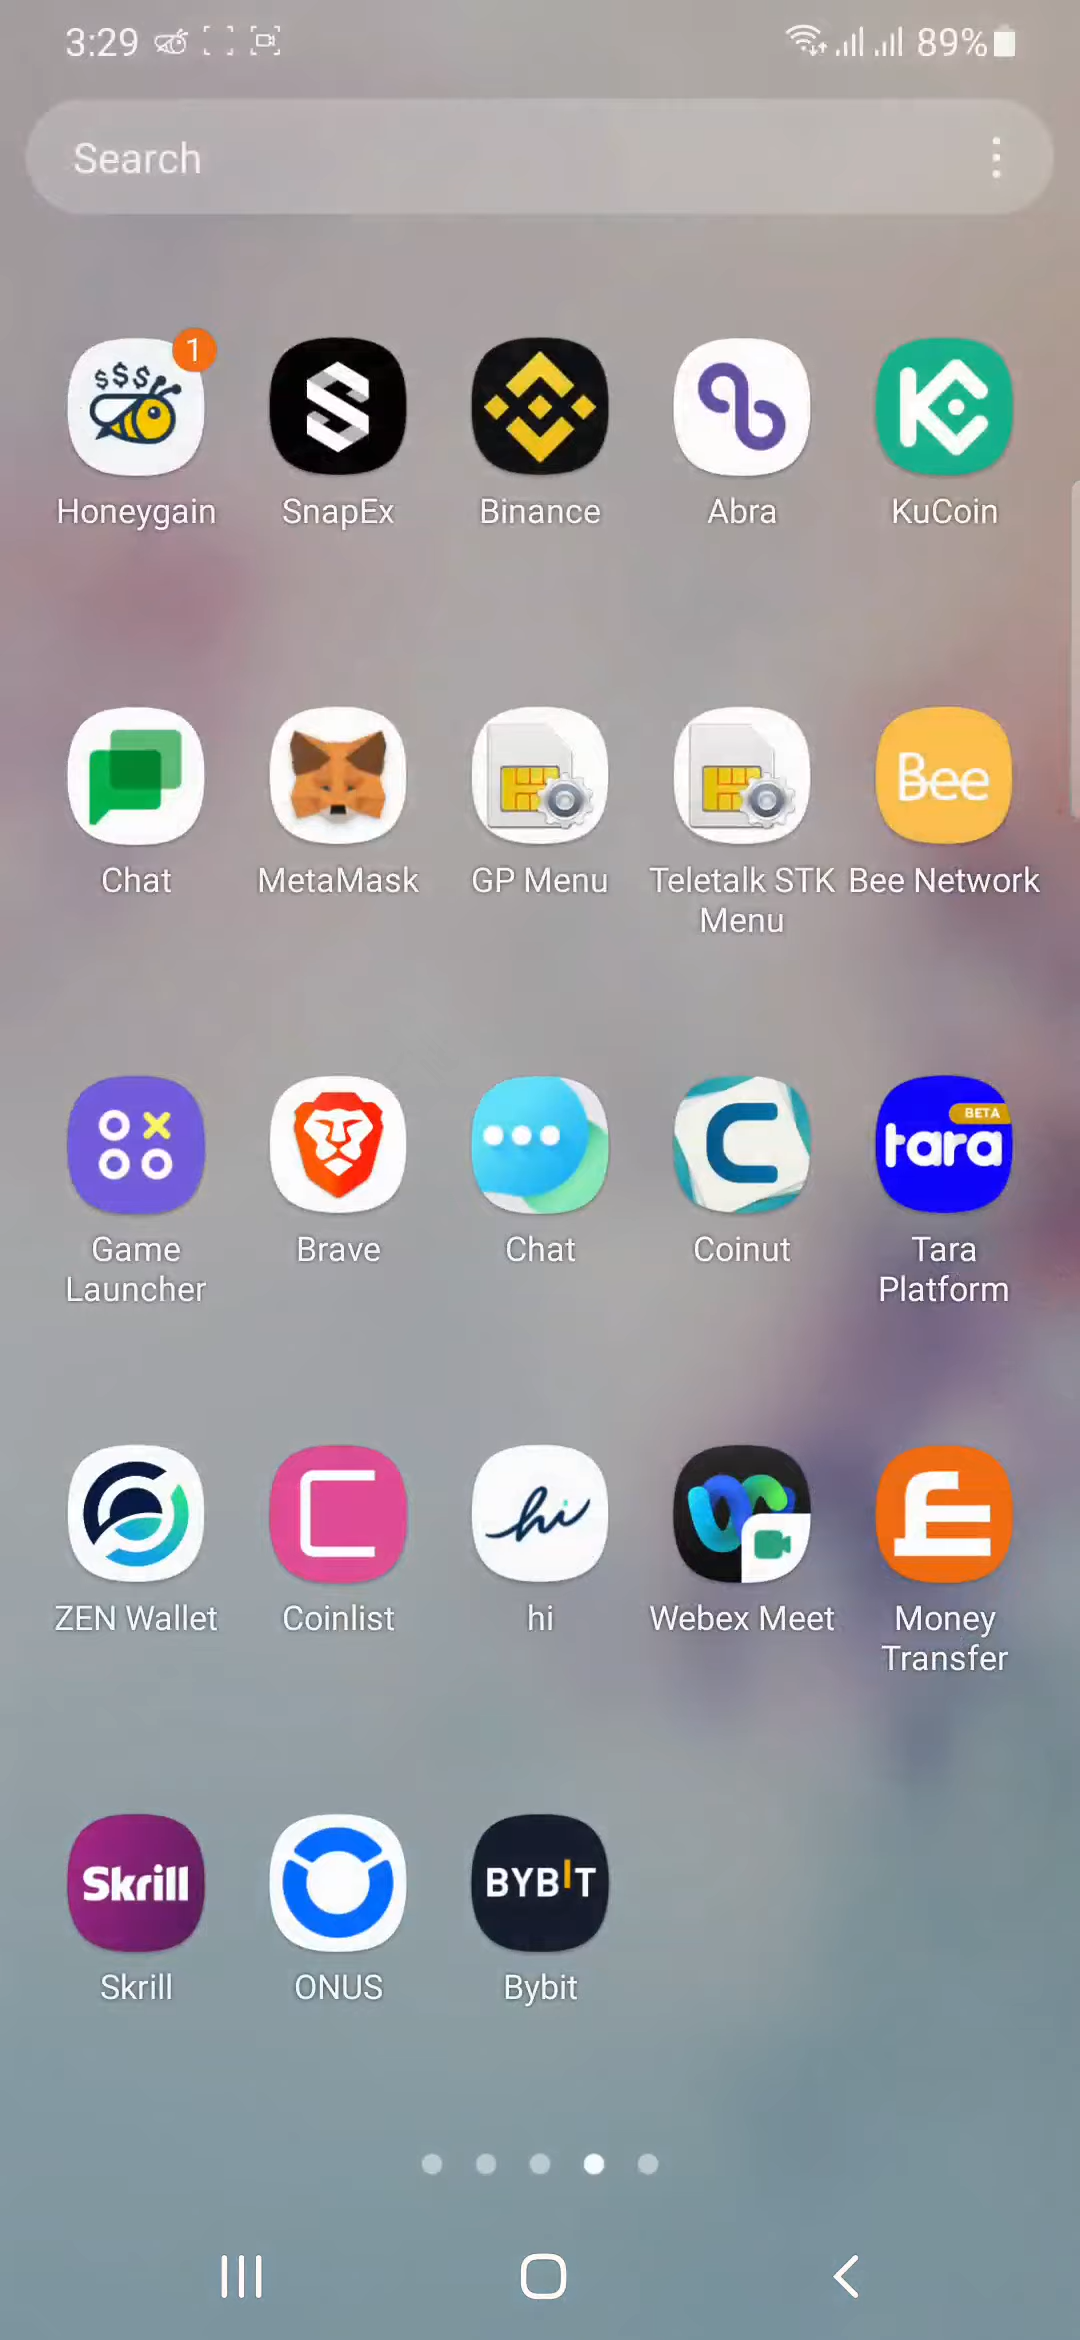 3:29
89%
Search
$$$
1
Honeygain
SnapEx
Binance
Abra
KuCoin
Bee
Chat
MetaMask
GP Menu
Teletalk STK
Menu
Bee Network
BETA
tara
Game
Launcher
Brave
Chat
Coinut
Tara
Platform
hi
ZEN Wallet
Coinlist
hi
Webex Meet
Money
Transfer
Skrill
BYBIT
Skrill
ONUS
Bybit